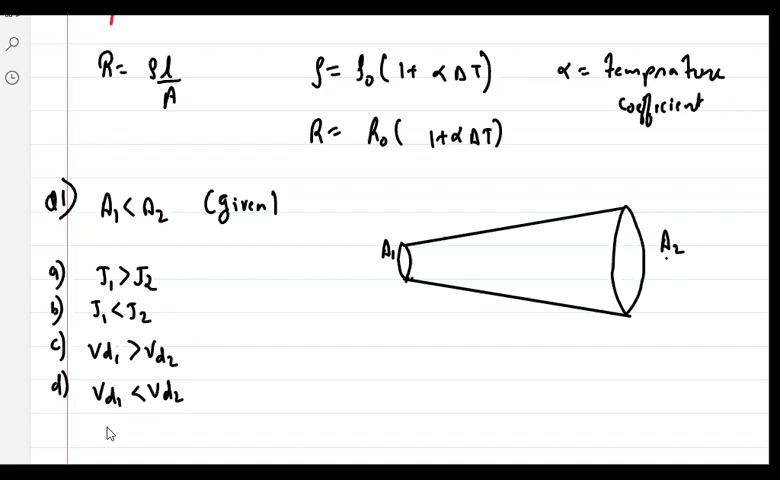 R = ρl/A
ρ = ρ₀(1+ αΔT)
α = tempratuure
coefficient
R = R₀( 1+αΔT)
Q1) A₁<A₂ (given)
A₁
A₂
a) J₁>J₂
b) J₁<J₂
c) Vd₁ >Vd₂
d) Vd₁ <Vd₂